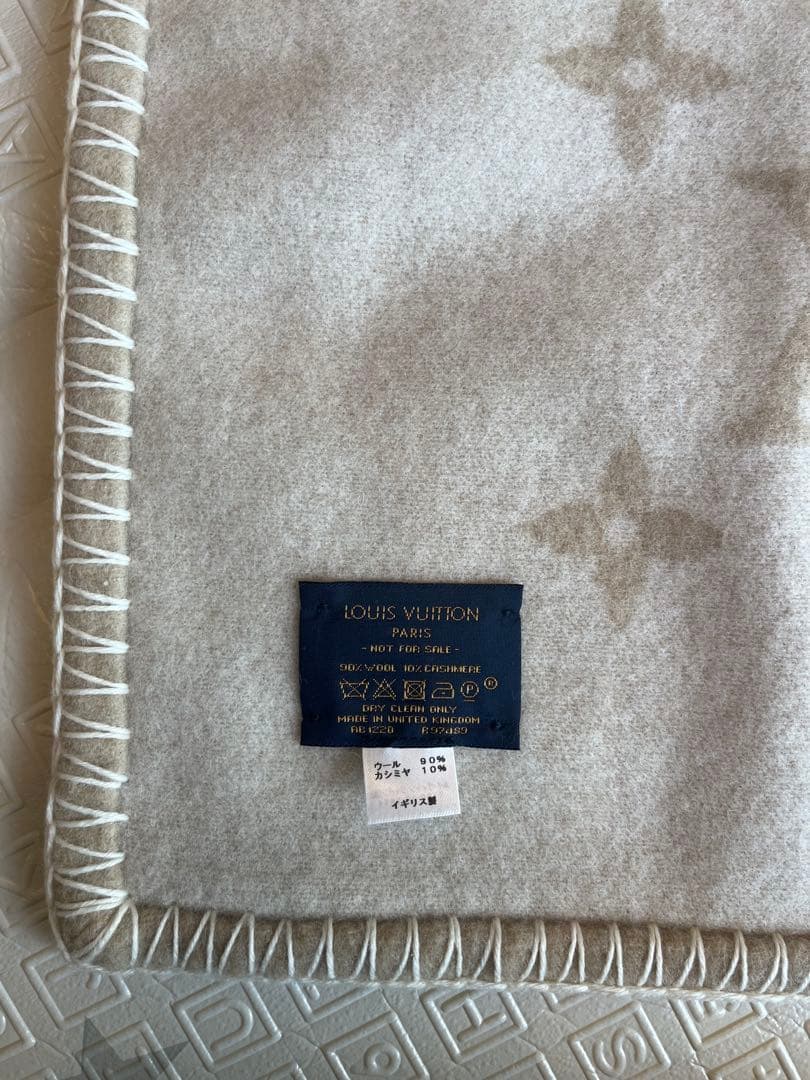 LOUIS VUITTON
PARIS
- NOT FOR SALE -
90% WOOL 10% CASHMERE
P R
DRY CLEAN ONLY
MADE IN UNITED KINGDOM
AB1220
ウール 90%
カシミヤ 10%
イギリス製